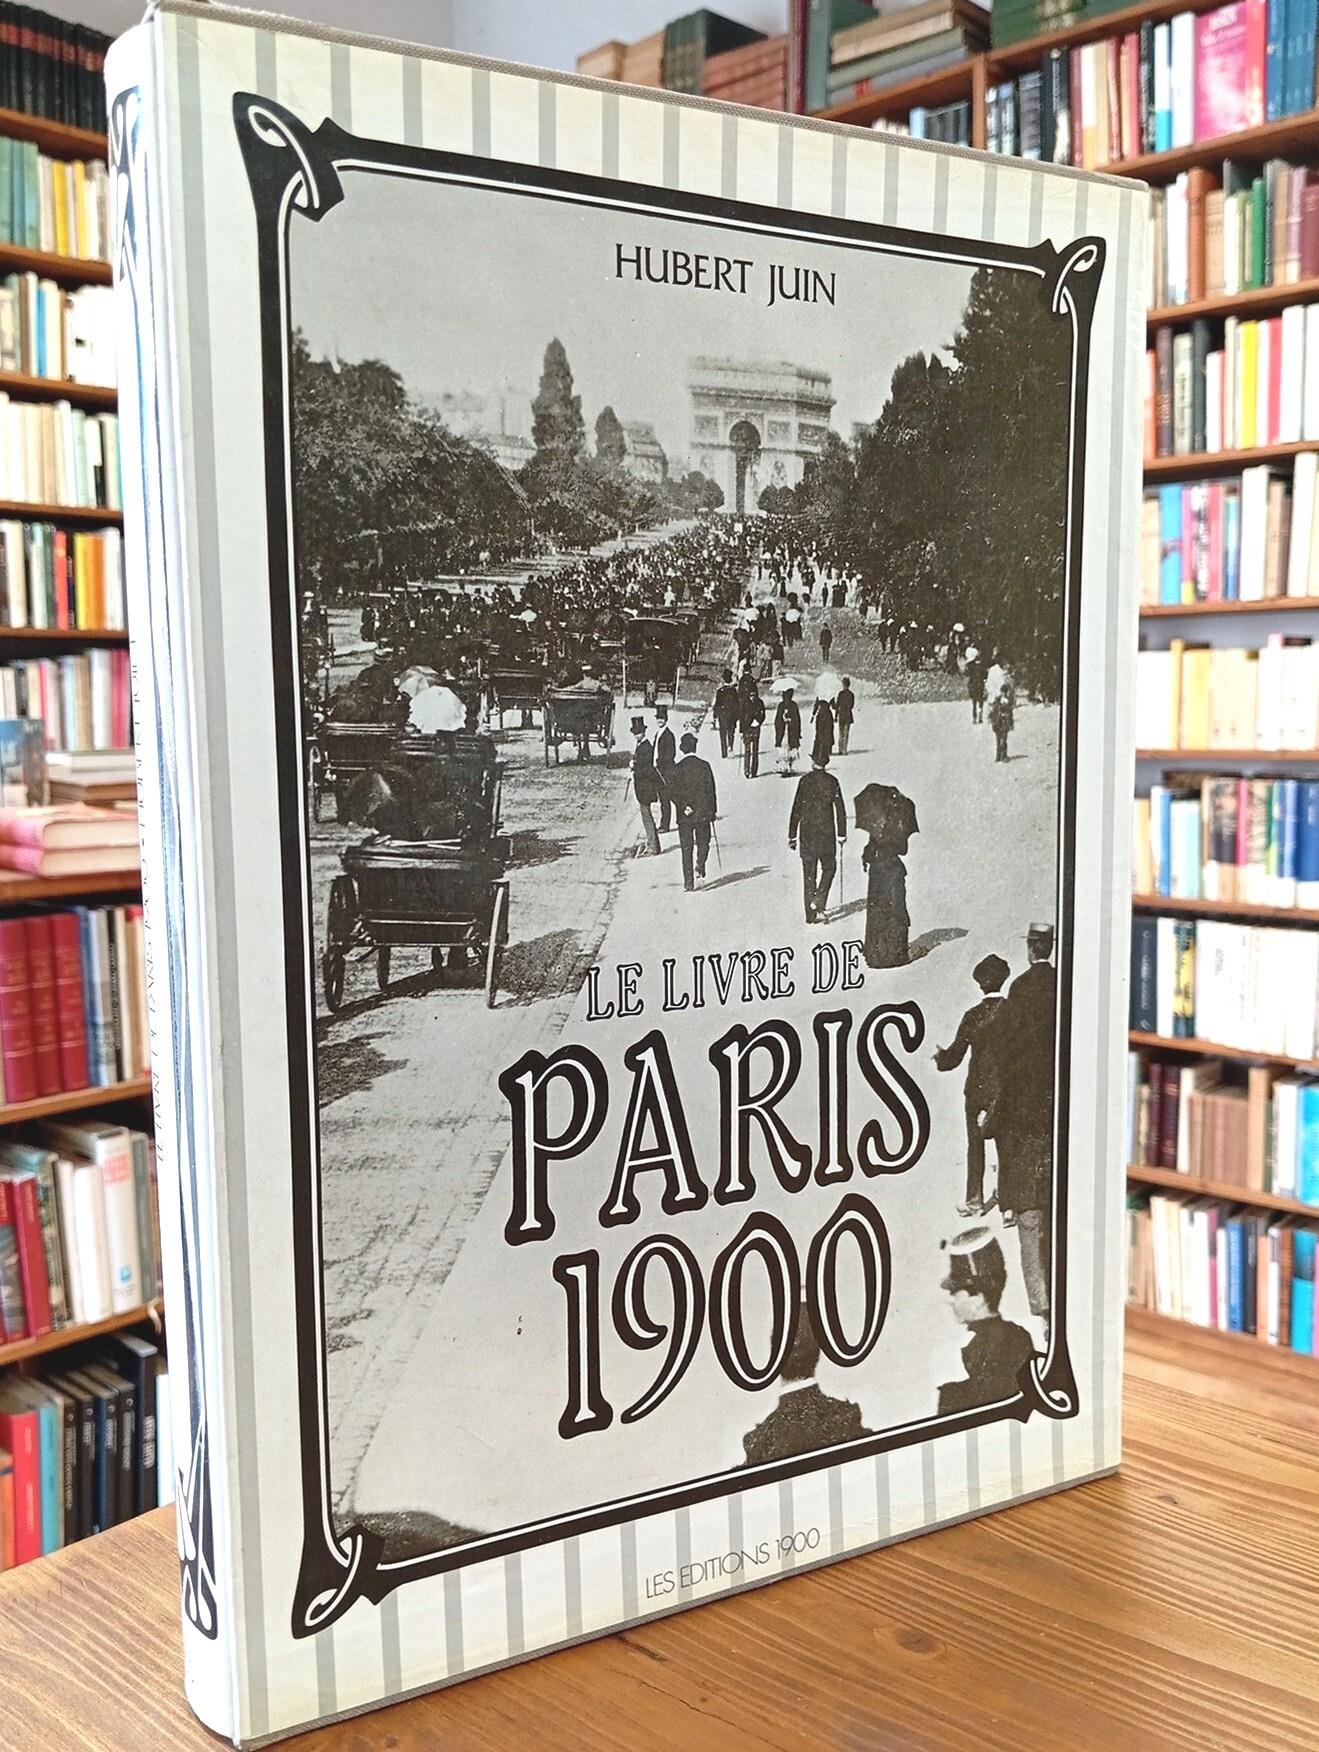 HUBERT JUIN
LE LIVRE DE
PARIS
1900
LES EDITIONS 1900